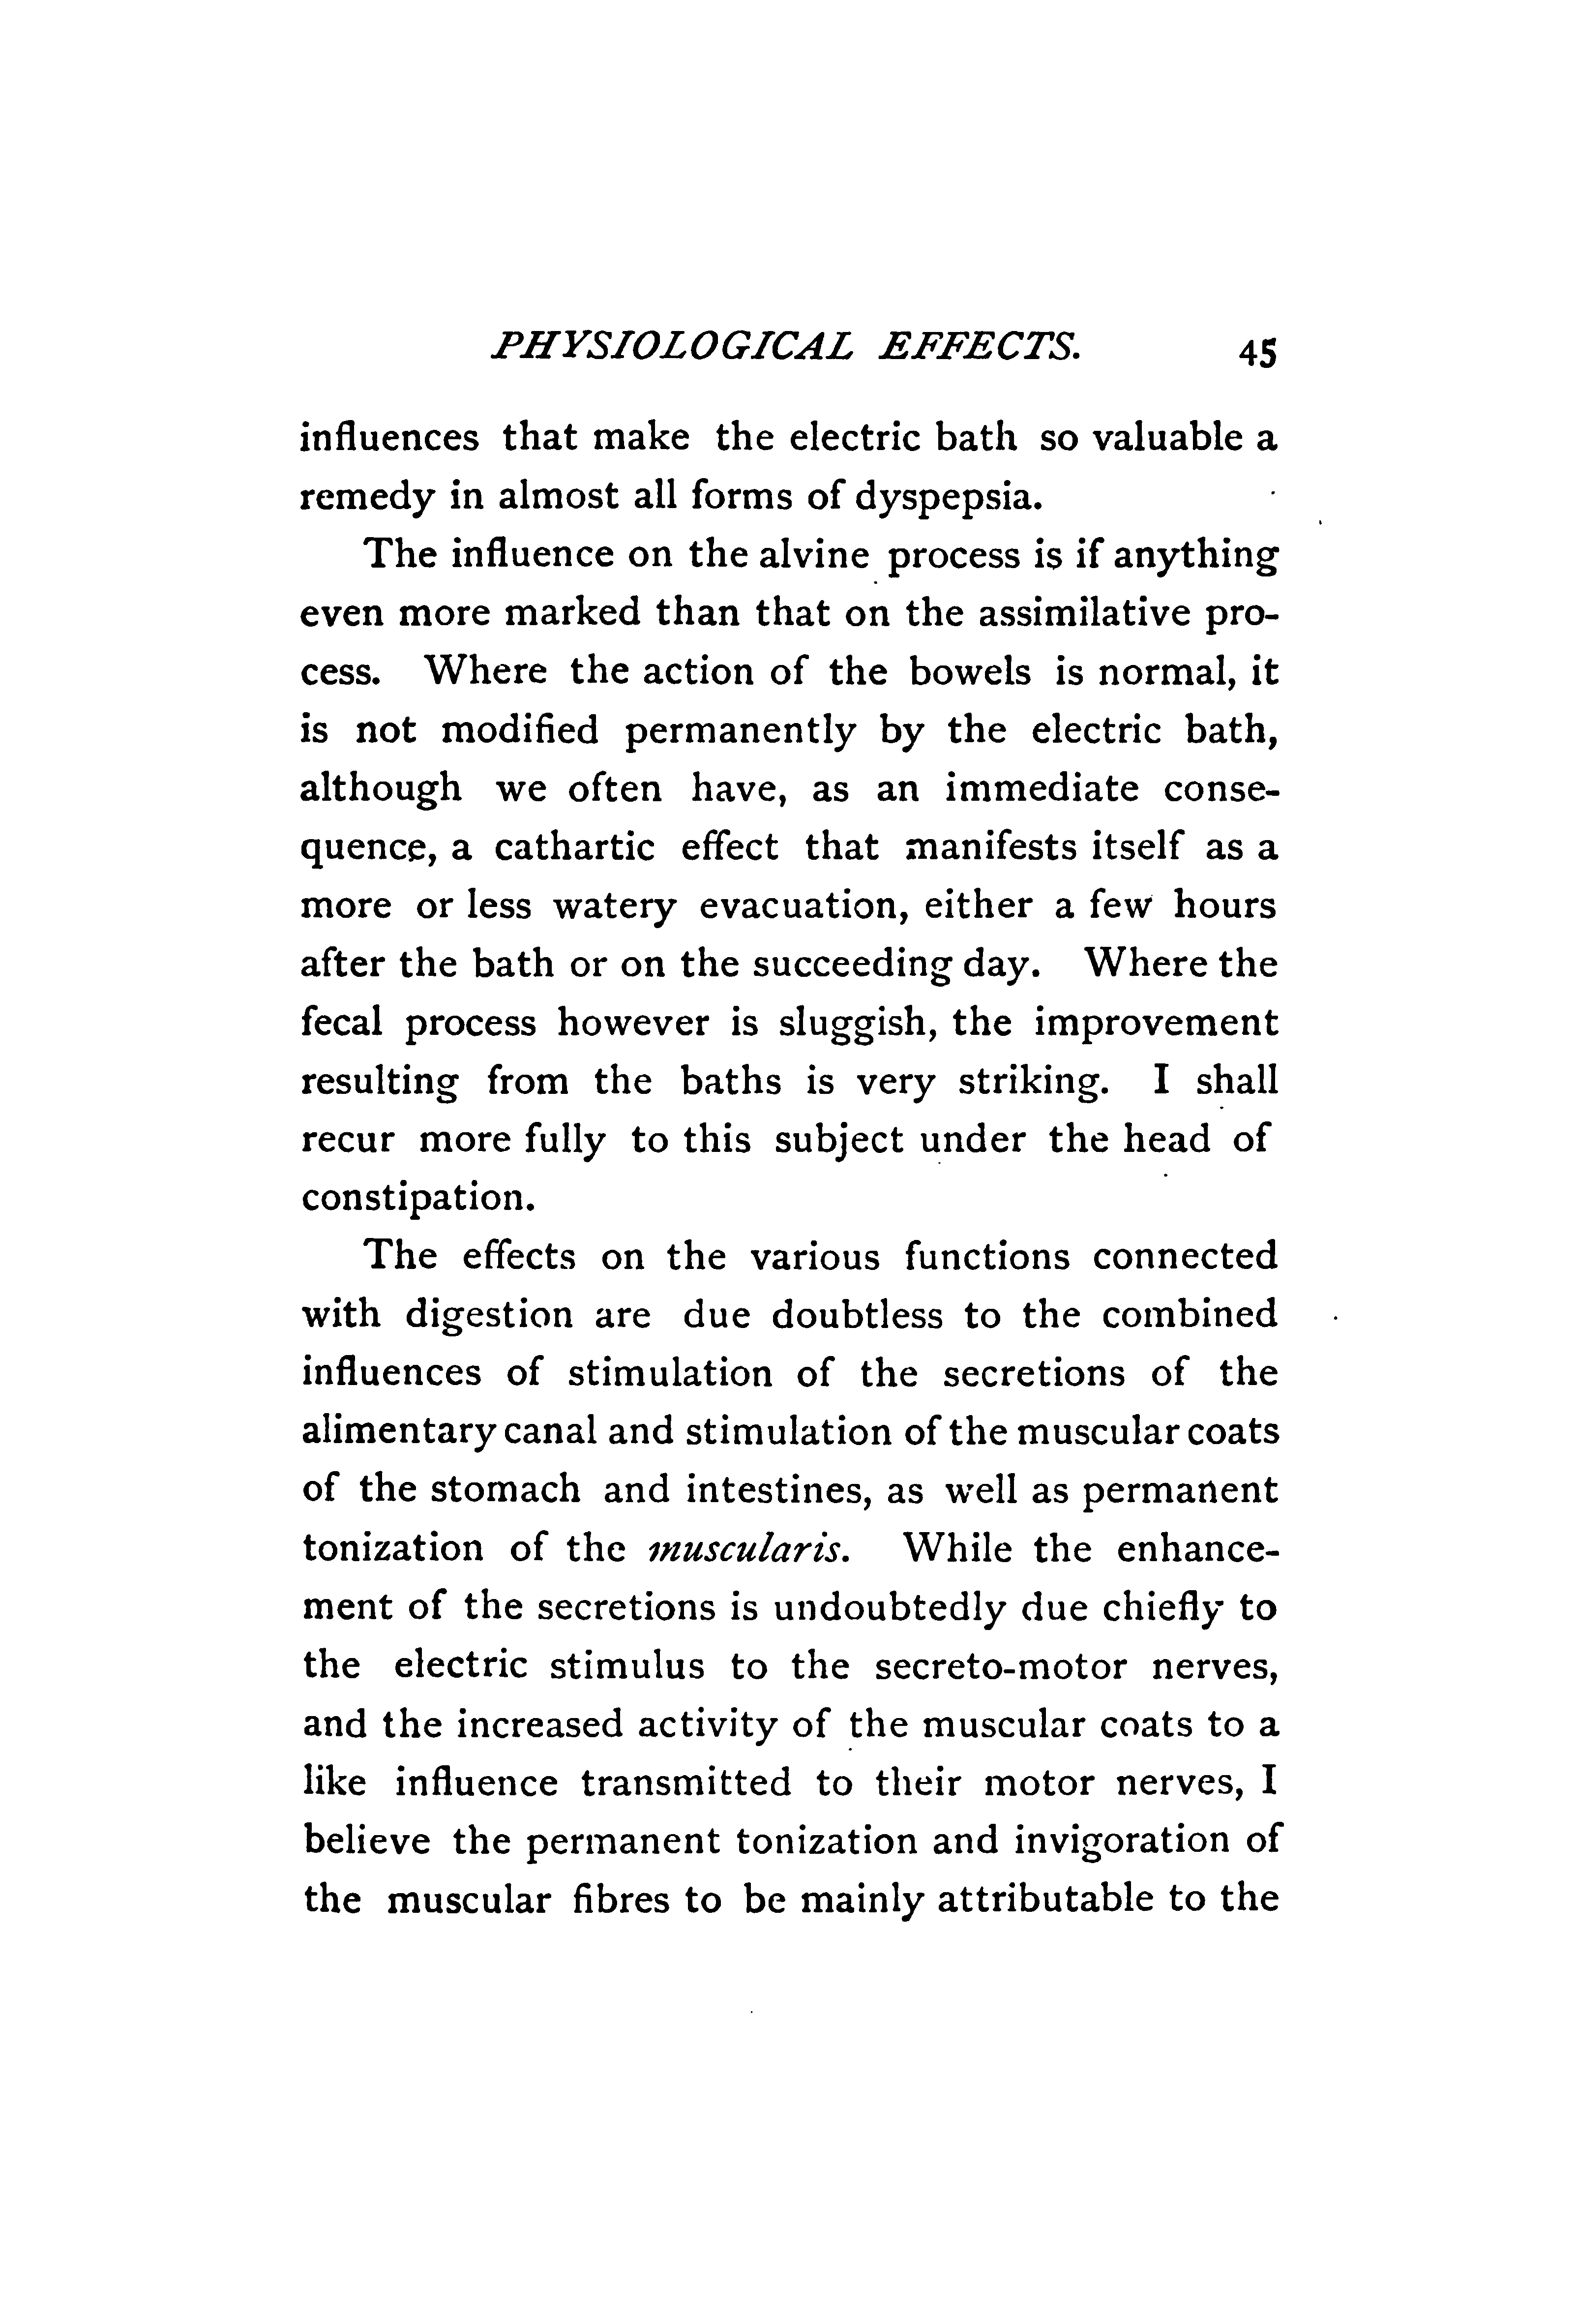 PHYSIOLOGICAL EFFECTS. 45
influences that make the electric bath so valuable a
remedy in almost all forms of dyspepsia.
The influence on the alvine process is if anything
even more marked than that on the assimilative pro-
cess. Where the action of the bowels is normal, it
is not modified permanently by the electric bath,
although we often have, as an immediate conse-
quence, a cathartic effect that manifests itself as a
more or less watery evacuation, either a few hours
after the bath or on the succeeding day. Where the
fecal process however is sluggish, the improvement
resulting from the baths is very striking. I shall
recur more fully to this subject under the head of
constipation.
The effects on the various functions connected
with digestion are due doubtless to the combined
influences of stimulation of the secretions of the
alimentary canal and stimulation of the muscular coats
of the stomach and intestines, as well as permanent
tonization of the muscularis. While the enhance-
ment of the secretions is undoubtedly due chiefly to
the electric stimulus to the secreto-motor nerves,
and the increased activity of the muscular coats to a
like influence transmitted to their motor nerves, I
believe the permanent tonization and invigoration of
the muscular fibres to be mainly attributable to the